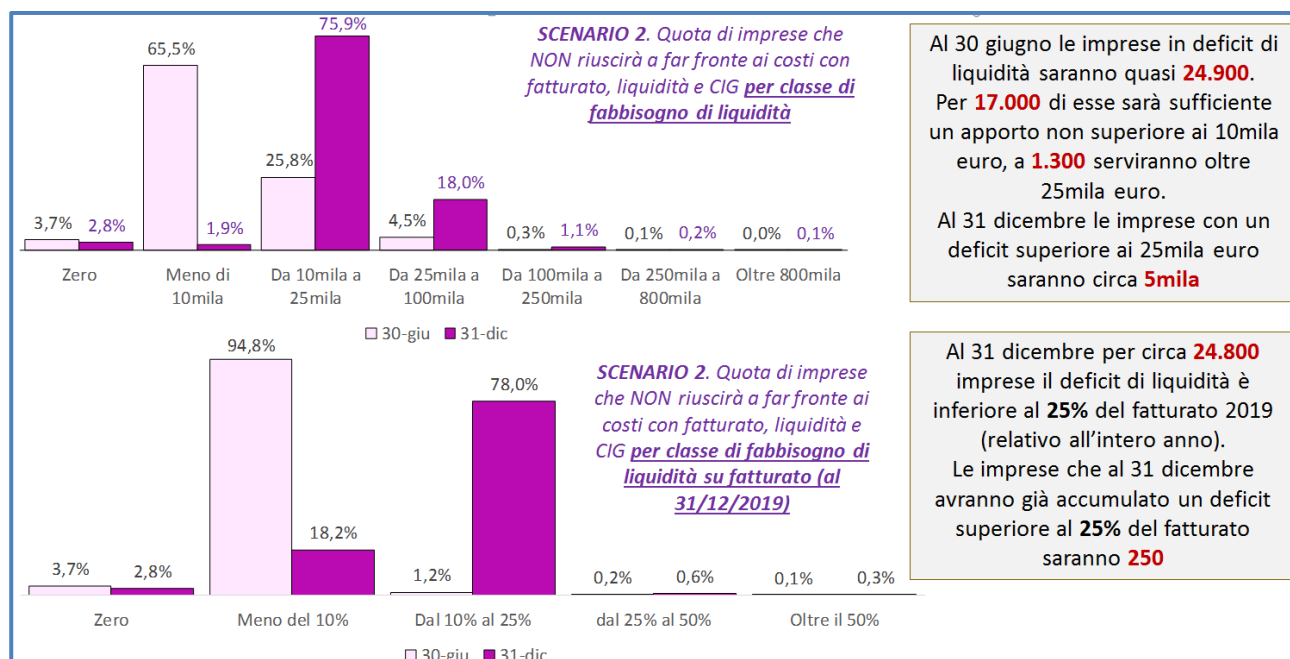 75,9%
65,5%
25,8%
18,0%
3,7% 2,8% 1,9% 4,5% 0,3% 1,1% 0,1% 0,2% 0,0% 0,1%
Zero Meno di Da 10mila a Da 25mila a Da 100mila a Da 250mila a Oltre 800mila
10mila 25mila 100mila 250mila 800mila
30-giu 31-dic
SCENARIO 2. Quota di imprese che
NON riuscirà a far fronte ai costi con
fatturato, liquidità e CIG per classe di
fabbisogno di liquidità
Al 30 giugno le imprese in deficit di
liquidità saranno quasi 24.900.
Per 17.000 di esse sarà sufficiente
un apporto non superiore ai 10mila
euro, a 1.300 serviranno oltre
25mila euro.
Al 31 dicembre le imprese con un
deficit superiore ai 25mila euro
saranno circa 5mila
94,8%
78,0%
18,2%
3,7% 2,8% 1,2% 0,2% 0,6% 0,1% 0,3%
Zero Meno del 10% Dal 10% al 25% dal 25% al 50% Oltre il 50%
30-giu 31-dic
SCENARIO 2. Quota di imprese
che NON riuscirà a far fronte ai
costi con fatturato, liquidità e
CIG per classe di fabbisogno di
liquidità su fatturato (al
31/12/2019)
Al 31 dicembre per circa 24.800
imprese il deficit di liquidità è
inferiore al 25% del fatturato 2019
(relativo all'intero anno).
Le imprese che al 31 dicembre
avranno già accumulato un deficit
superiore al 25% del fatturato
saranno 250